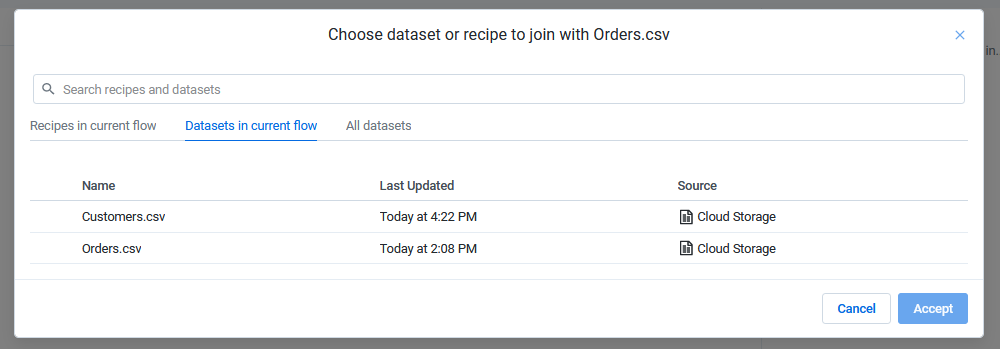 Choose dataset or recipe to join with Orders.csv
in.
Search recipes and datasets
Recipes in current flow Datasets in current flow All datasets
Name Last Updated Source
Customers.csv Today at 4:22 PM Cloud Storage
Orders.csv Today at 2:08 PM Cloud Storage
Cancel Accept